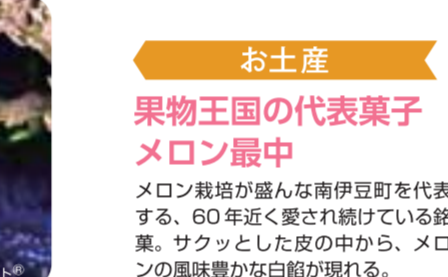 お土産
果物王国の代表菓子
メロン最中
メロン栽培が盛んな南伊豆町を代表
する、60年近く愛され続けている銘
菓。サクッとした皮の中から、メロ
ンの風味豊かな白餡が現れる。
ト®